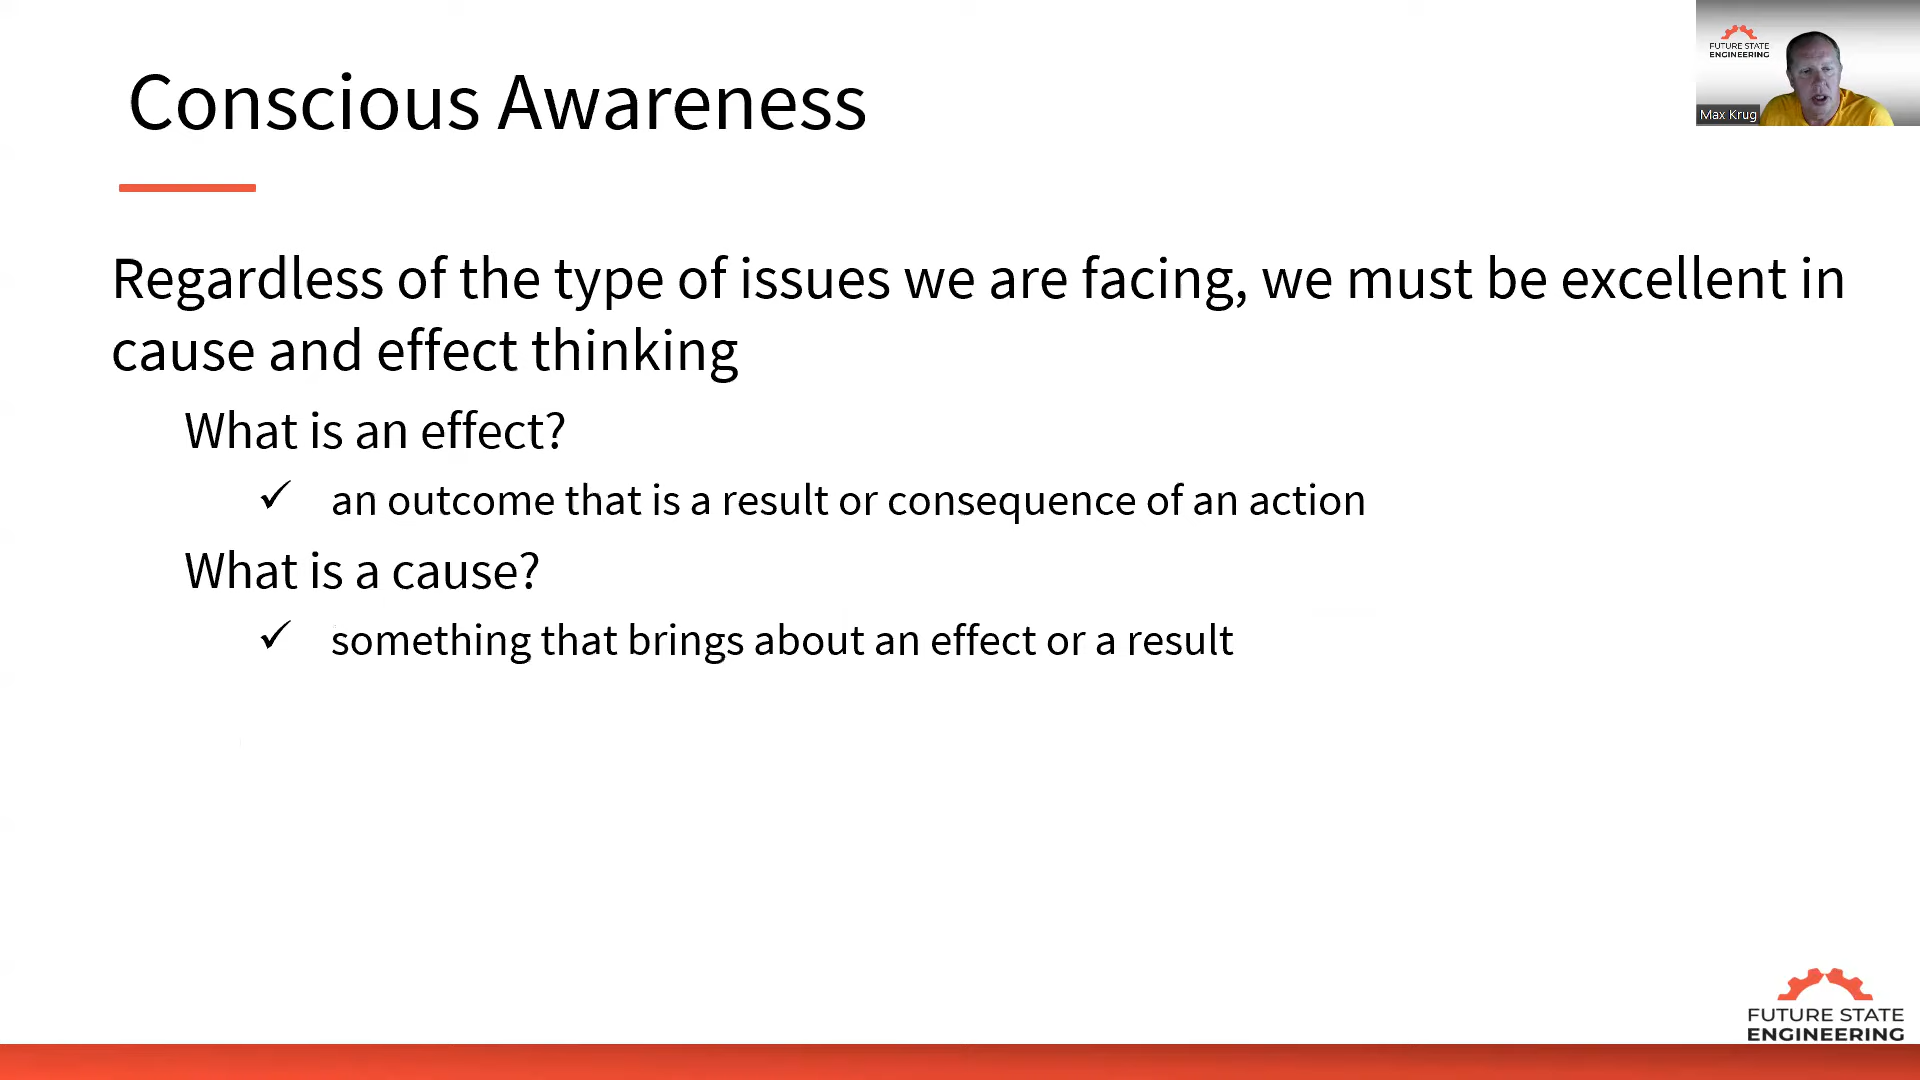 Conscious Awareness
FUTURE STATE
ENGINEERING
Max Krug
Regardless of the type of issues we are facing, we must be excellent in
cause and effect thinking
What is an effect?
✓ an outcome that is a result or consequence of an action
What is a cause?
✓ something that brings about an effect or a result
FUTURE STATE
ENGINEERING